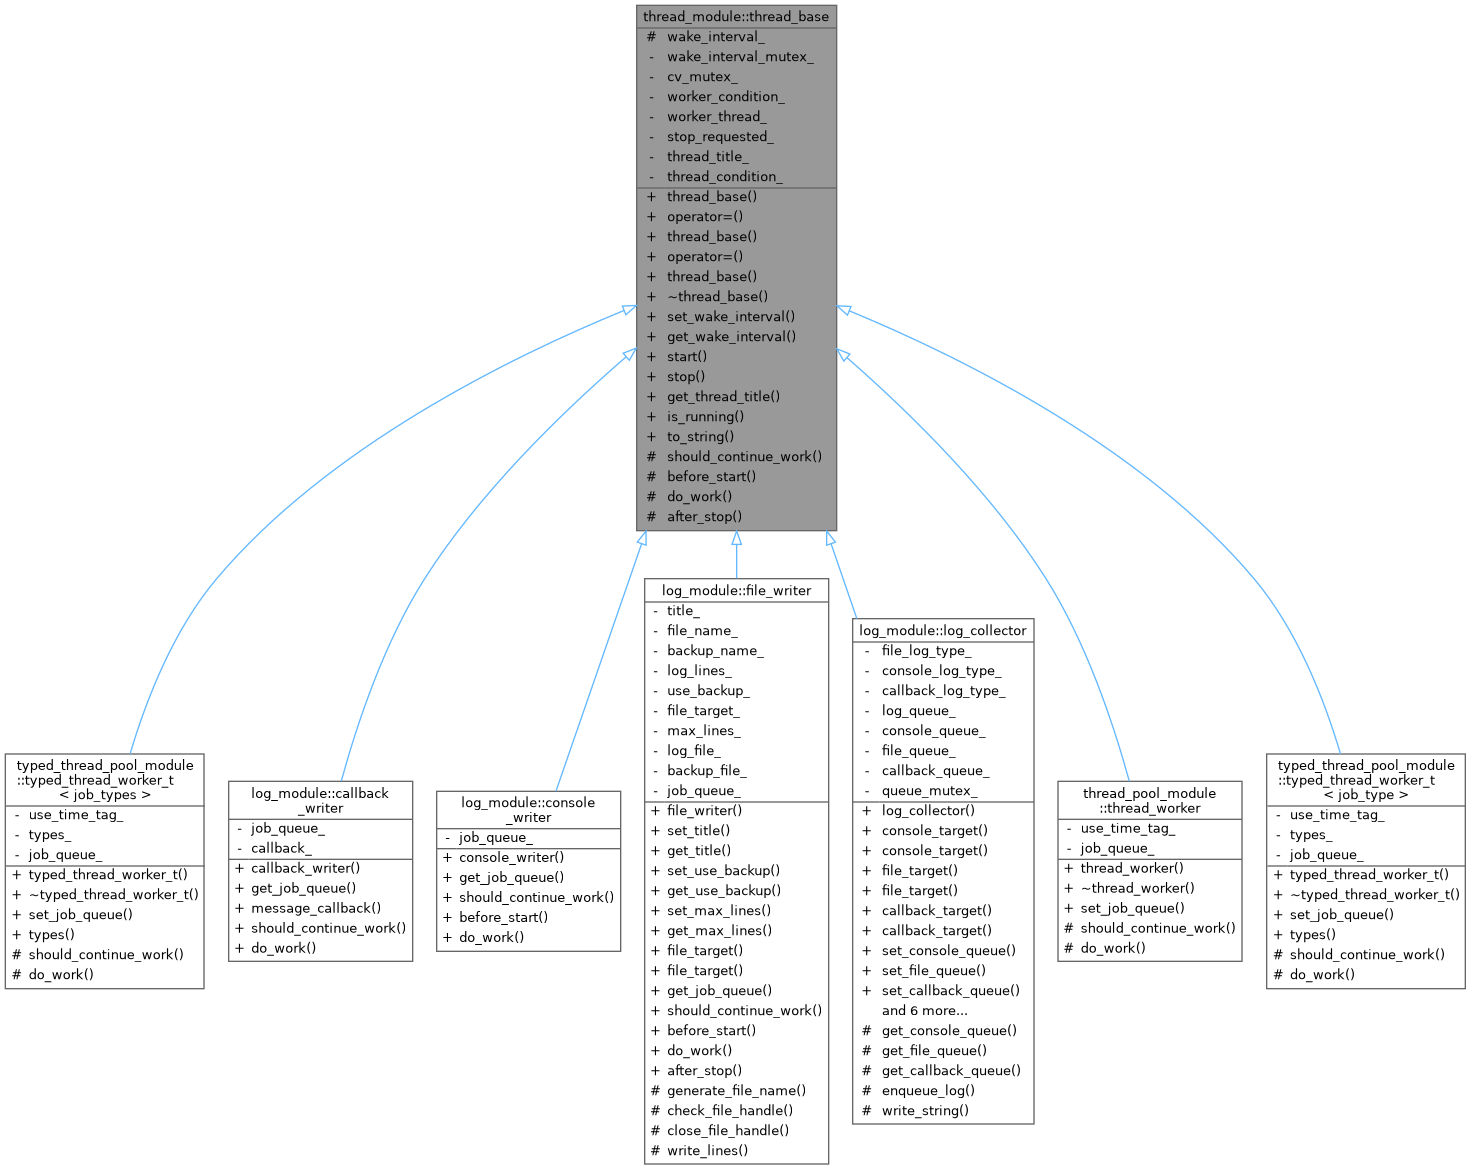 thread_module::thread_base
# wake_interval_
- wake_interval_mutex_
- cv_mutex_
- worker_condition_
- worker_thread_
- stop_requested_
- thread_title_
- thread_condition_
+ thread_base()
+ operator=()
+ thread_base()
+ operator=()
+ thread_base()
+ ~thread_base()
+ set_wake_interval()
+ get_wake_interval()
+ start()
+ stop()
+ get_thread_title()
+ is_running()
+ to_string()
# should_continue_work()
# before_start()
# do_work()
# after_stop()
typed_thread_pool_module
::typed_thread_worker_t
< job_types >
- use_time_tag_
- types_
- job_queue_
+ typed_thread_worker_t()
+ ~typed_thread_worker_t()
+ set_job_queue()
+ types()
# should_continue_work()
# do_work()
log_module::callback
_writer
- job_queue_
- callback_
+ callback_writer()
+ get_job_queue()
+ message_callback()
+ should_continue_work()
+ do_work()
log_module::console
_writer
- job_queue_
+ console_writer()
+ get_job_queue()
+ should_continue_work()
+ before_start()
+ do_work()
log_module::file_writer
- title_
- file_name_
- backup_name_
- log_lines_
- use_backup_
- file_target_
- max_lines_
- log_file_
- backup_file_
- job_queue_
+ file_writer()
+ set_title()
+ get_title()
+ set_use_backup()
+ get_use_backup()
+ set_max_lines()
+ get_max_lines()
+ file_target()
+ file_target()
+ get_job_queue()
+ should_continue_work()
+ before_start()
+ do_work()
+ after_stop()
# generate_file_name()
# check_file_handle()
# close_file_handle()
# write_lines()
log_module::log_collector
- file_log_type_
- console_log_type_
- callback_log_type_
- log_queue_
- console_queue_
- file_queue_
- callback_queue_
- queue_mutex_
+ log_collector()
+ console_target()
+ console_target()
+ file_target()
+ file_target()
+ callback_target()
+ callback_target()
+ set_console_queue()
+ set_file_queue()
+ set_callback_queue()
and 6 more...
# get_console_queue()
# get_file_queue()
# get_callback_queue()
# enqueue_log()
# write_string()
thread_pool_module
::thread_worker
- use_time_tag_
- job_queue_
+ thread_worker()
+ ~thread_worker()
+ set_job_queue()
# should_continue_work()
# do_work()
typed_thread_pool_module
::typed_thread_worker_t
< job_type >
- use_time_tag_
- types_
- job_queue_
+ typed_thread_worker_t()
+ ~typed_thread_worker_t()
+ set_job_queue()
+ types()
# should_continue_work()
# do_work()